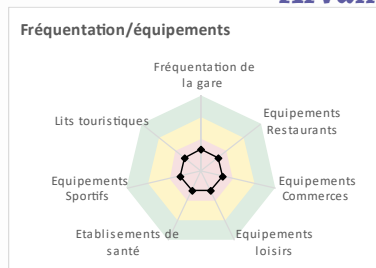 Fréquentation/équipements
Fréquentation de
la gare
Equipements
Restaurants
Equipements
Commerces
Equipements
loisirs
Etablisements de
santé
Equipements
Sportifs
Lits touristiques